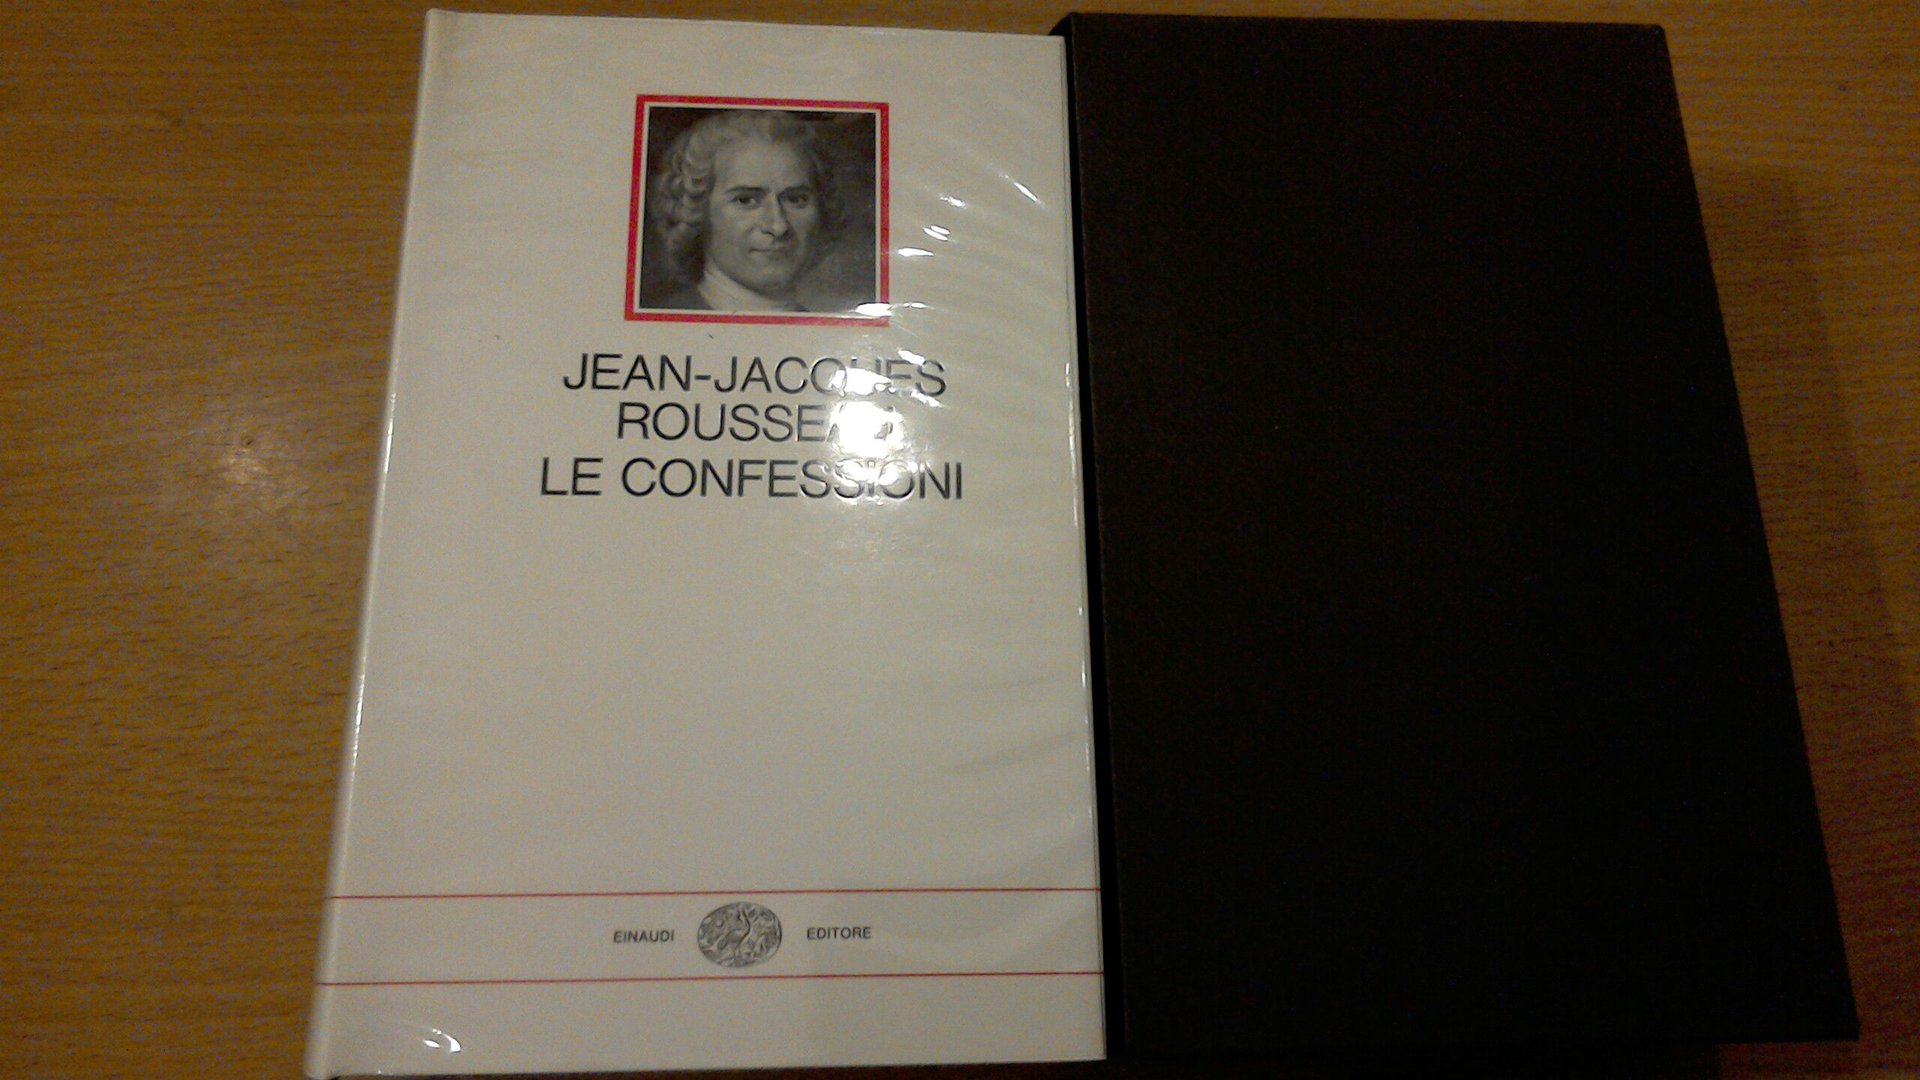 JEAN-JACQUES
ROUSSEAU
LE CONFESSIONI
EINAUDI EDITORE